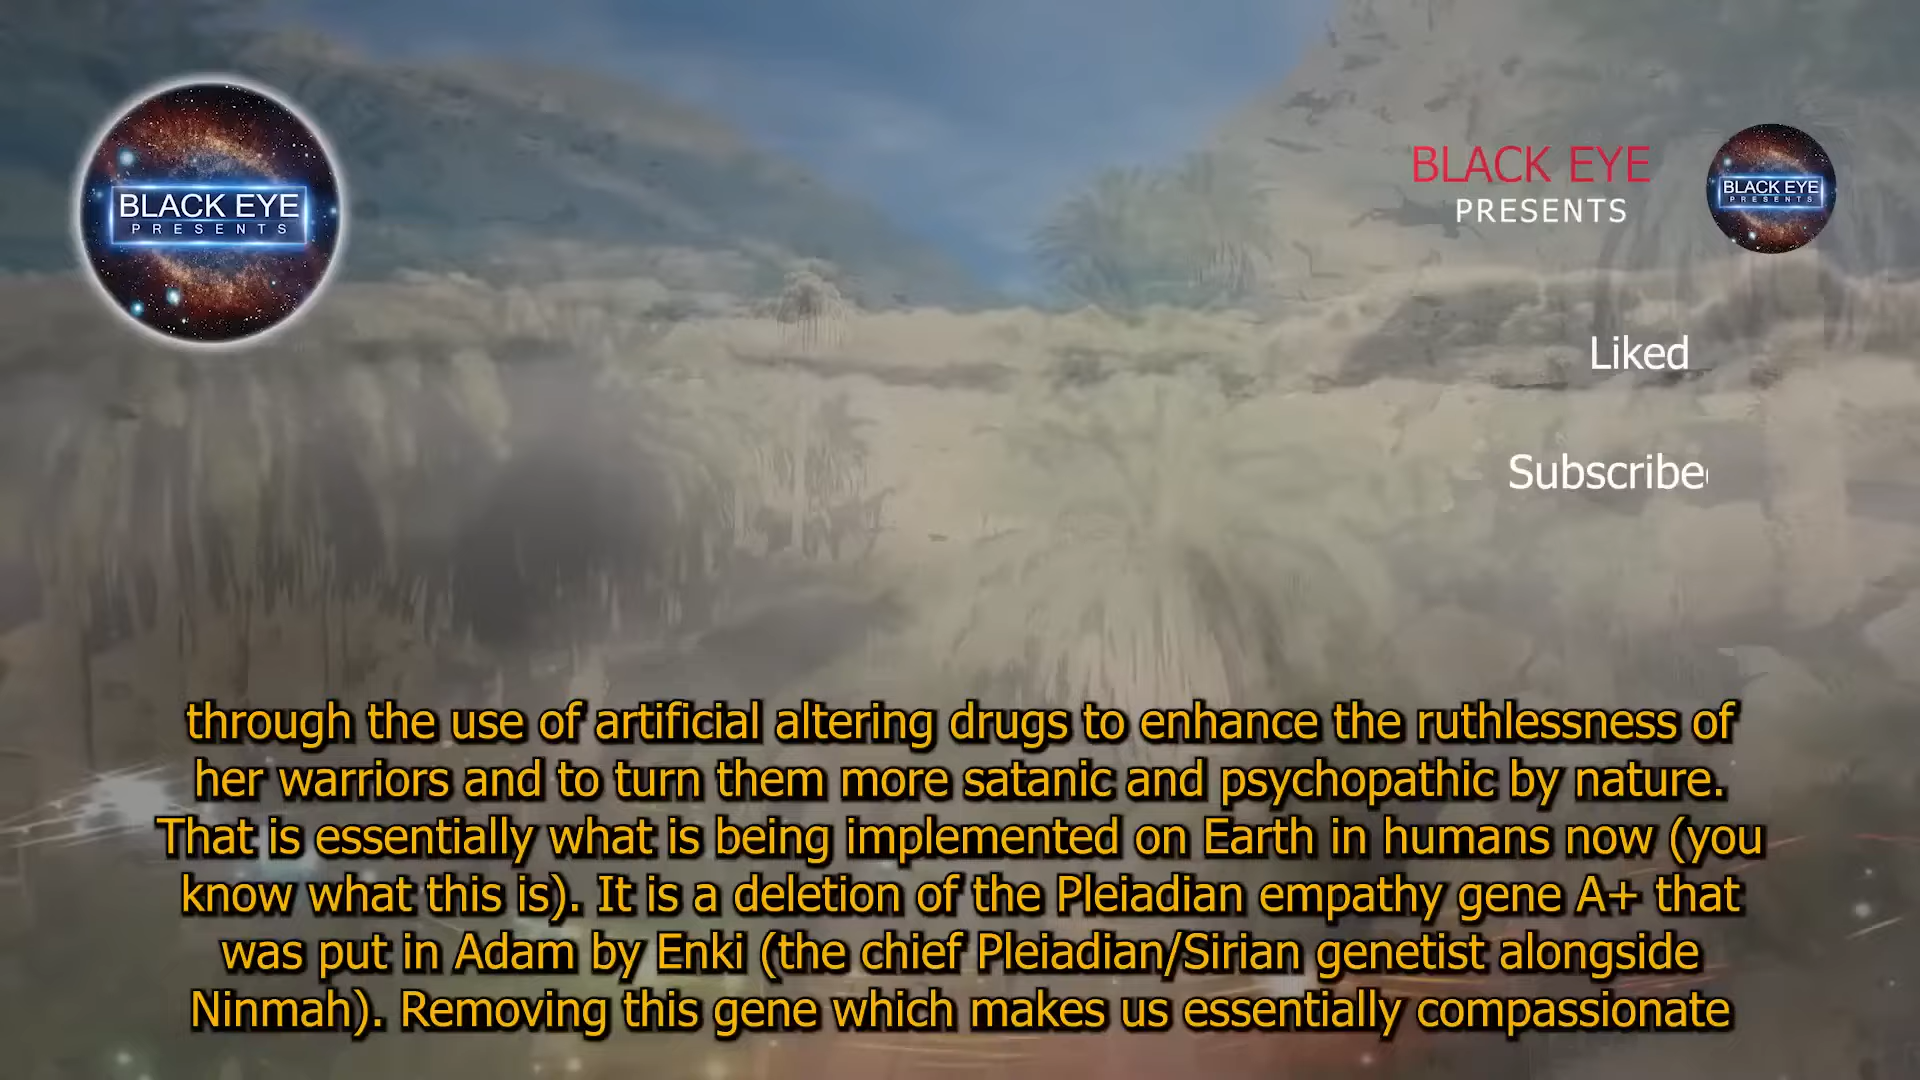 BLACK EYE
PRESENTS
BLACK EYE
PRESENTS
BLACK EYE
PRESENTS
Liked
Subscribe
through the use of artificial altering drugs to enhance the ruthlessness of
her warriors and to turn them more satanic and psychopathic by nature.
That is essentially what is being implemented on Earth in humans now (you
know what this is). It is a deletion of the Pleiadian empathy gene A+ that
was put in Adam by Enki (the chief Pleiadian/Sirian genetist alongside
Ninmah). Removing this gene which makes us essentially compassionate